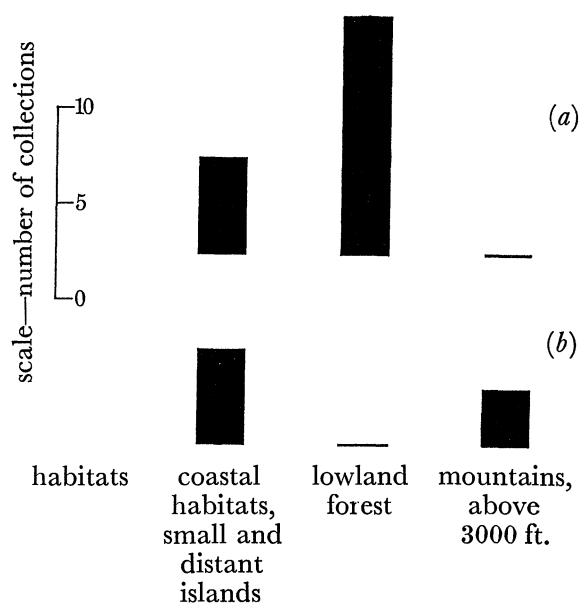 scale—number of collections
10
5
0
(a)
(b)
habitats
coastal
habitats,
small and
distant
islands
lowland
forest
mountains,
above
3000 ft.